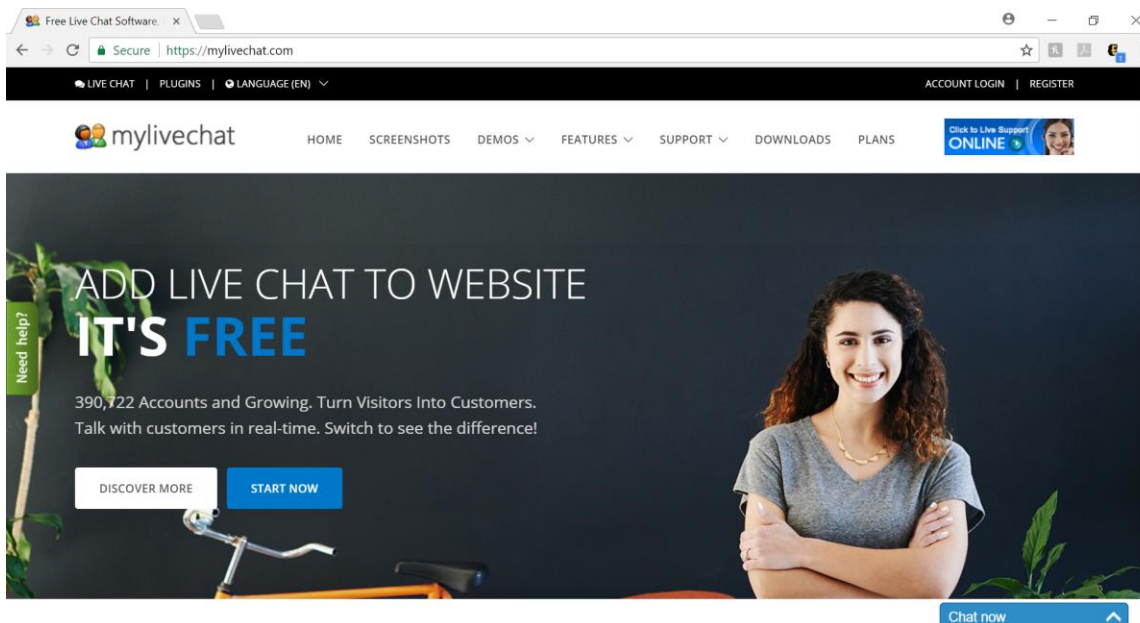 Free Live Chat Software.
Secure | https://mylivechat.com
1
LIVE CHAT | PLUGINS | LANGUAGE (EN)
ACCOUNT LOGIN | REGISTER
mylivechat
HOME SCREENSHOTS DEMOS FEATURES SUPPORT DOWNLOADS PLANS
Click to Live Support
ONLINE
ADD LIVE CHAT TO WEBSITE
IT'S FREE
Need help?
390,722 Accounts and Growing. Turn Visitors Into Customers.
Talk with customers in real-time. Switch to see the difference!
DISCOVER MORE
START NOW
Chat now